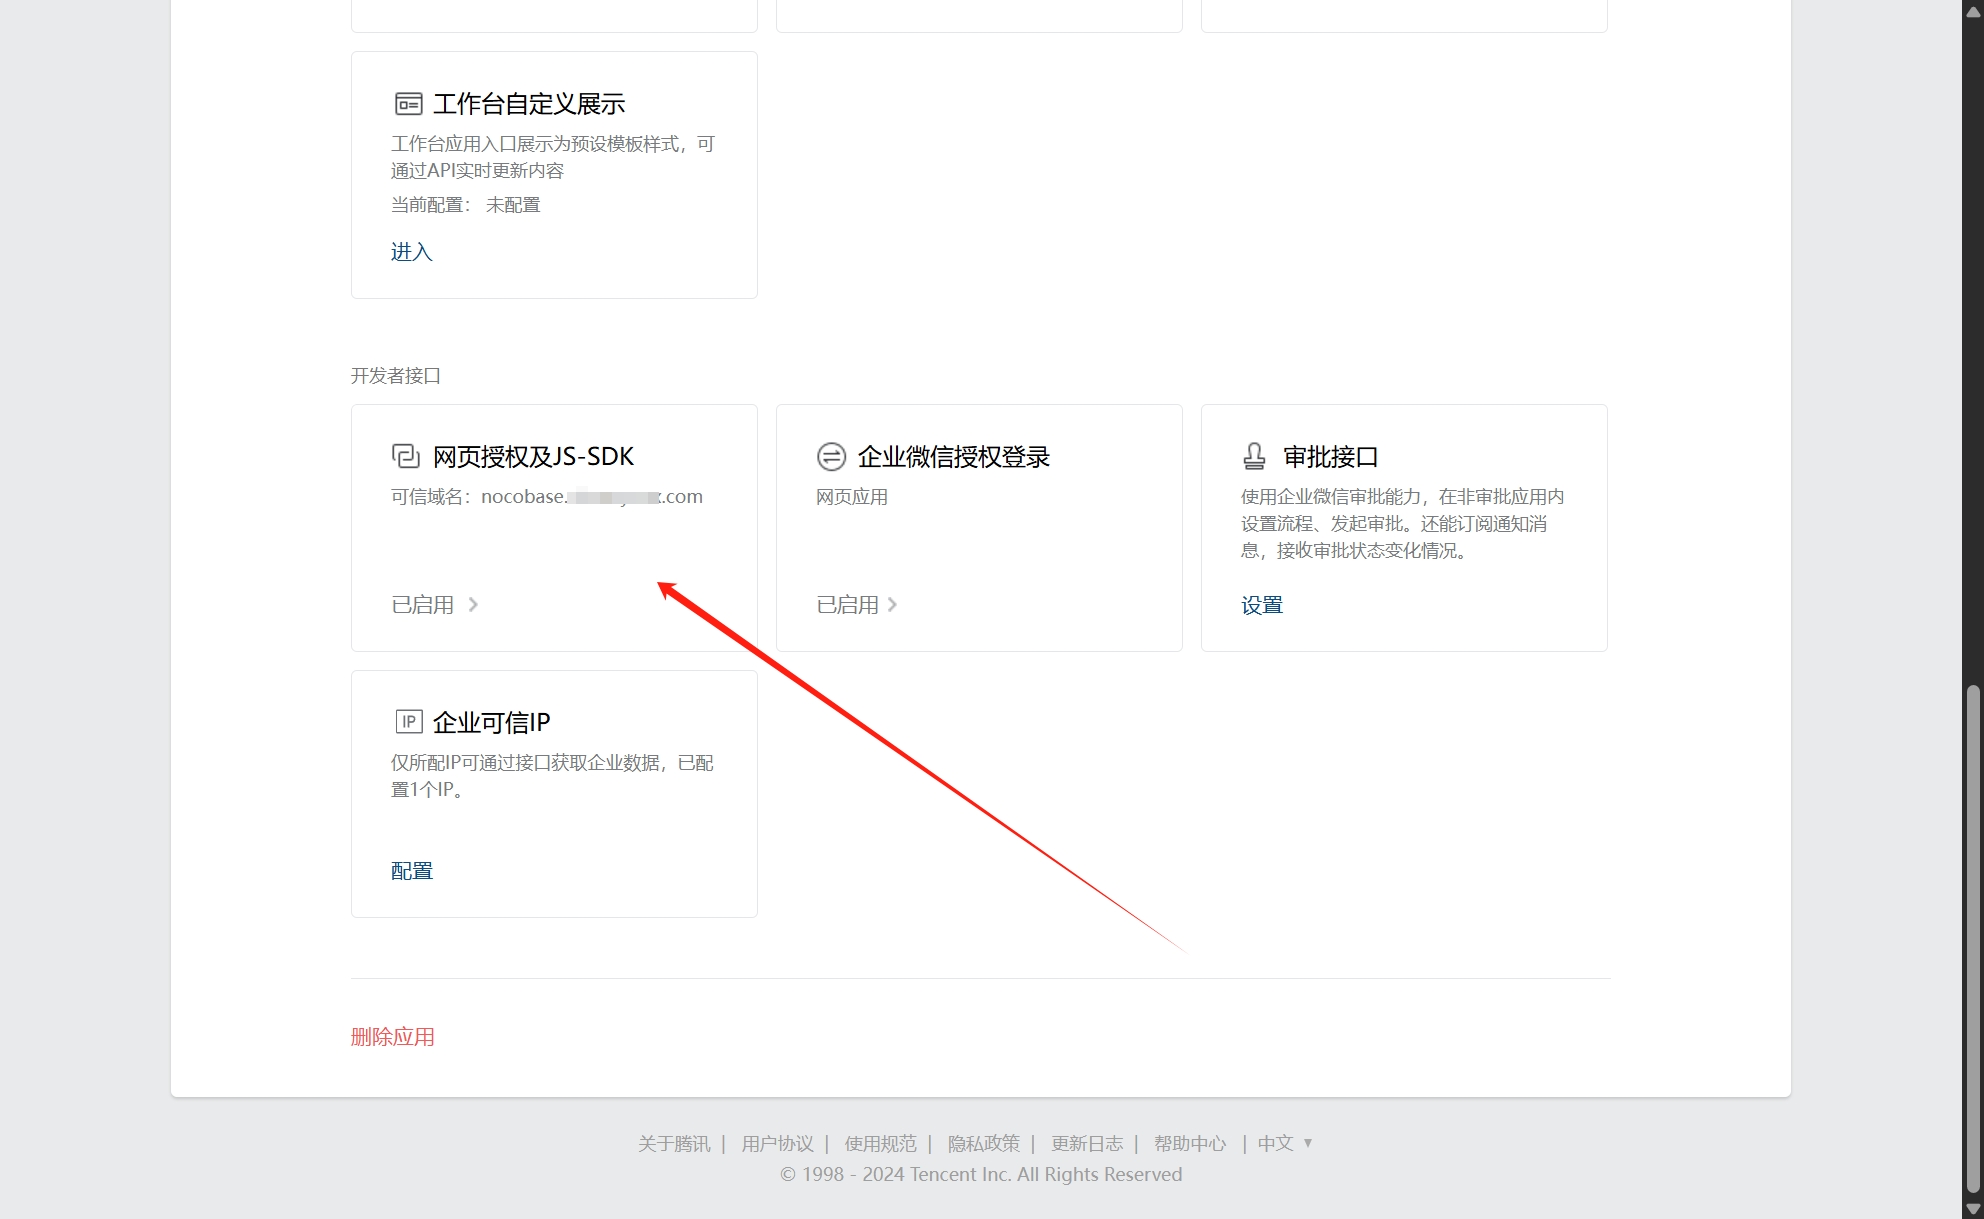 工作台自定义展示
工作台应用入口展示为预设模板样式，可
通过API实时更新内容
当前配置： 未配置
进入
开发者接口
网页授权及JS-SDK
可信域名：nocobase. .com
已启用
企业微信授权登录
网页应用
已启用
审批接口
使用企业微信审批能力，在非审批应用内
设置流程、发起审批。还能订阅通知消
息，接收审批状态变化情况。
设置
IP 企业可信IP
仅所配IP可通过接口获取企业数据，已配
置1个IP。
配置
删除应用
关于腾讯 | 用户协议 | 使用规范 | 隐私政策 | 更新日志 | 帮助中心 | 中文 ▼
© 1998 - 2024 Tencent Inc. All Rights Reserved